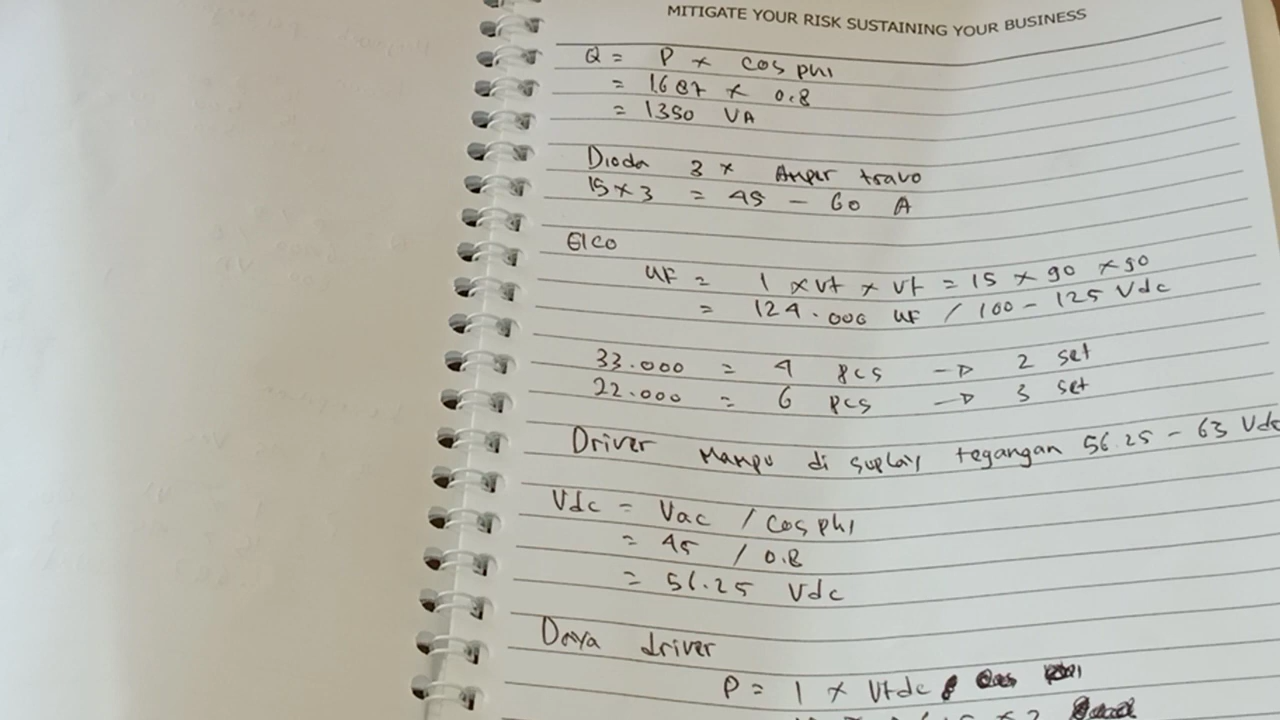 MITIGATE YOUR RISK SUSTAINING YOUR BUSINESS
Q = P x cos phi
= 1687 x 0.8
= 1350 VA
Dioda 3 x Amper travo
15 x 3 = 45 - 60 A
Elco
UF = 1 x Vt x Vt = 15 x 90 x 90
= 124.000 UF / 100 - 125 Vdc
33.000 = 4 pcs -> 2 set
22.000 = 6 pcs -> 3 set
Driver Mampu di suplay tegangan 56.25 - 63 Vdc
Vdc = Vac / cos phi
= 45 / 0.8
= 56.25 Vdc
Daya driver
P = 1 x Vtdc